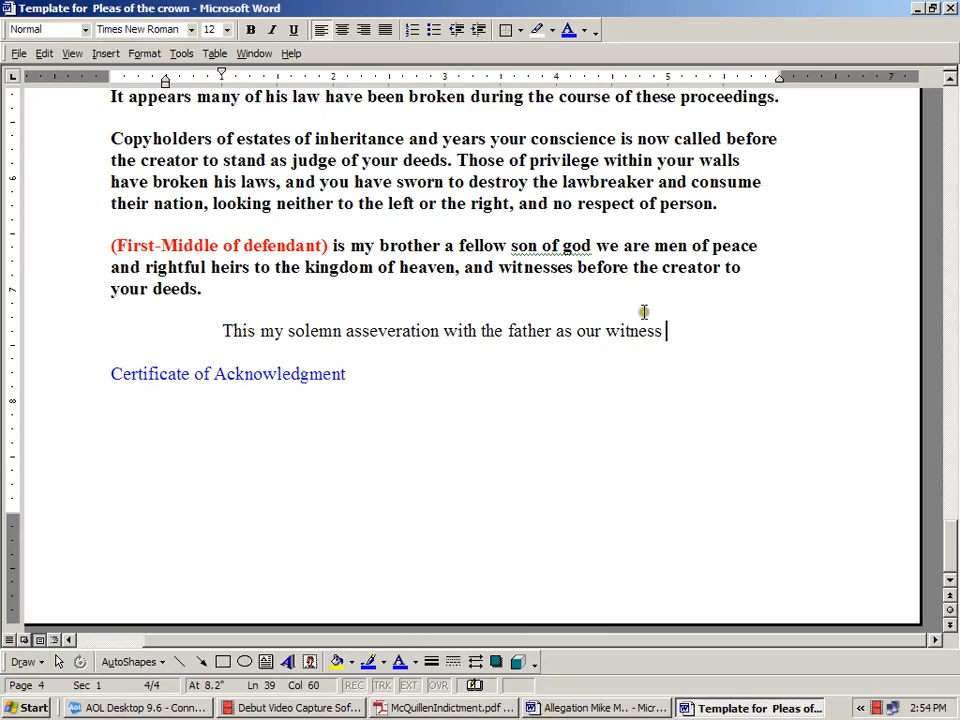 Template for Pleas of the crown - Microsoft Word
Normal Times New Roman 12 B I U A
File Edit View Insert Format Tools Table Window Help
L 2 3 4 5 7
It appears many of his law have been broken during the course of these proceedings.
Copyholders of estates of inheritance and years your conscience is now called before
the creator to stand as judge of your deeds. Those of privilege within your walls
have broken his laws, and you have sworn to destroy the lawbreaker and consume
their nation, looking neither to the left or the right, and no respect of person.
(First-Middle of defendant) is my brother a fellow son of god we are men of peace
and rightful heirs to the kingdom of heaven, and witnesses before the creator to
your deeds.
This my solemn asseveration with the father as our witness
Certificate of Acknowledgment
Draw AutoShapes A A
Page 4 Sec 1 4/4 At 8.2" Ln 39 Col 60 REC TRK EXT OVR
Start AOL Desktop 9.6 - Conn... Debut Video Capture Sof... McQuillenIndictment.pdf ... Allegation Mike M.. - Micr... Template for Pleas of... « 2:54 PM